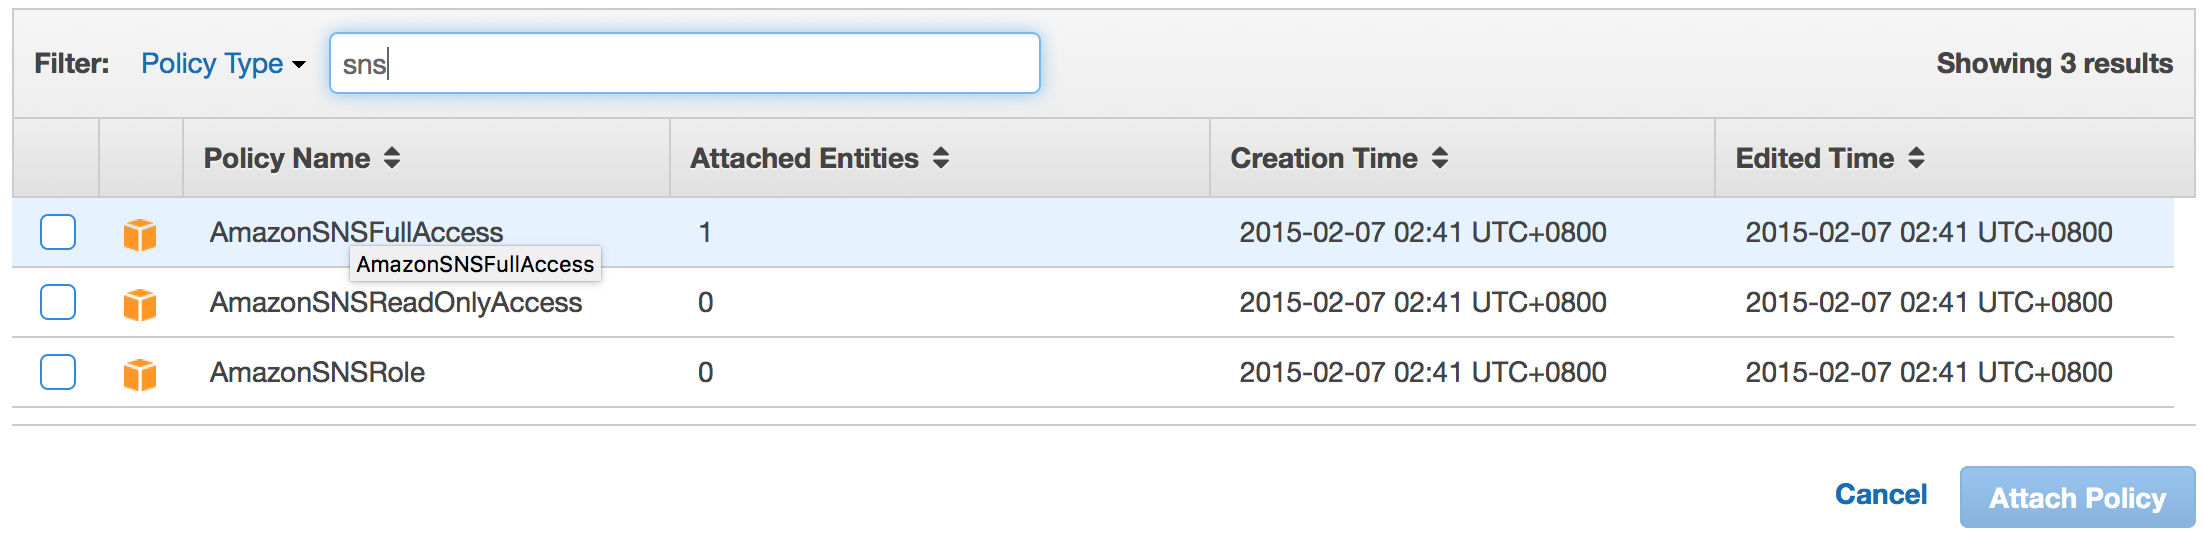 Filter: Policy Type sns Showing 3 results
Policy Name Attached Entities Creation Time Edited Time
AmazonSNSFullAccess 1 2015-02-07 02:41 UTC+0800 2015-02-07 02:41 UTC+0800
AmazonSNSFullAccess
AmazonSNSReadOnlyAccess 0 2015-02-07 02:41 UTC+0800 2015-02-07 02:41 UTC+0800
AmazonSNSRole 0 2015-02-07 02:41 UTC+0800 2015-02-07 02:41 UTC+0800
Cancel Attach Policy